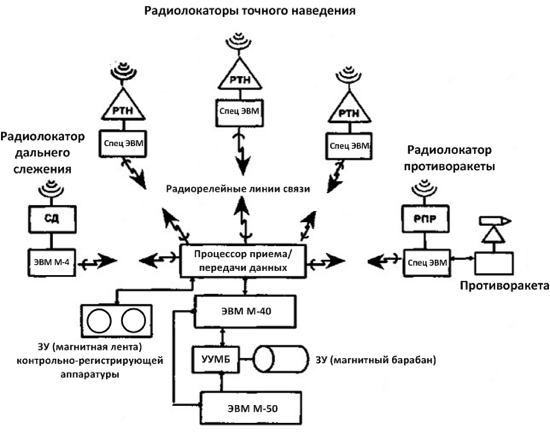 Радиолокаторы точного наведения
РТН
РТН
РТН
Спец ЭВМ
Спец ЭВМ
Спец ЭВМ
Радиолокатор
дальнего
слежения
Радиолокатор
противоракеты
Радиорелейные линии связи
СД
РПР
ЭВМ М-4
Процессор приема/
передачи данных
Спец ЭВМ
Противоракета
ЭВМ М-40
ЗУ (магнитная лента)
контрольно-регистрирующей
аппаратуры
УУМБ
ЗУ (магнитный барабан)
ЭВМ М-50